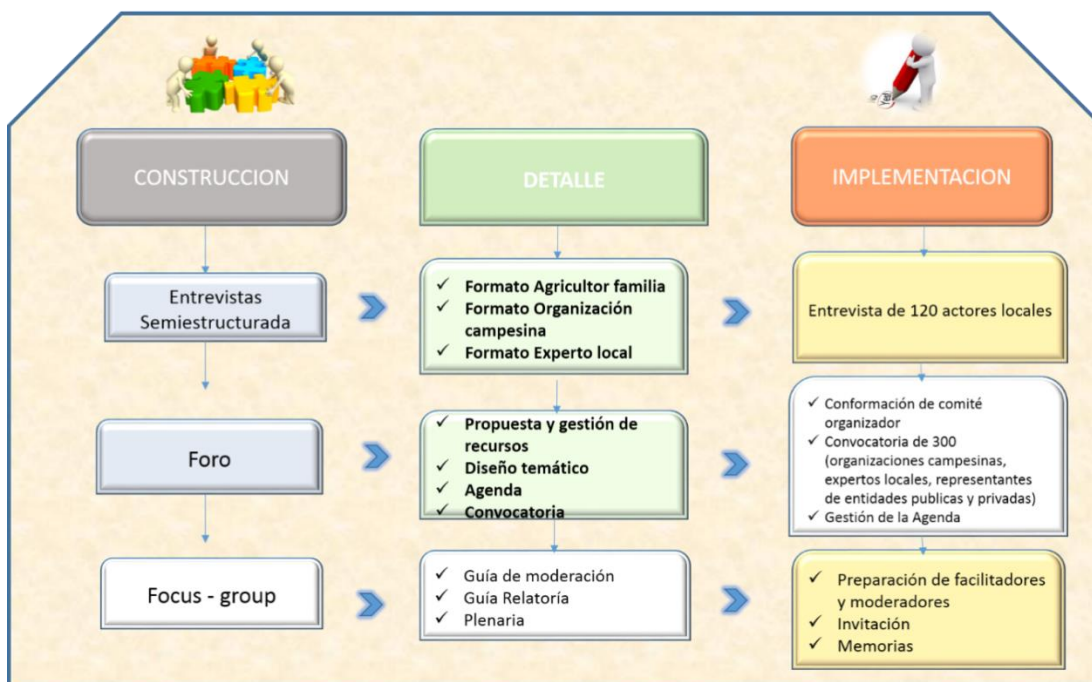 CONSTRUCCION
DETALLE
IMPLEMENTACION
Entrevistas
Semiestructurada
✓ Formato Agricultor familia
✓ Formato Organización
campesina
✓ Formato Experto local
Entrevista de 120 actores locales
Foro
✓ Propuesta y gestión de
recursos
✓ Diseño temático
✓ Agenda
✓ Convocatoria
✓ Conformación de comité
organizador
✓ Convocatoria de 300
(organizaciones campesinas,
expertos locales, representantes
de entidades publicas y privadas)
✓ Gestión de la Agenda
Focus - group
✓ Guía de moderación
✓ Guía Relatoría
✓ Plenaria
✓ Preparación de facilitadores
y moderadores
✓ Invitación
✓ Memorias